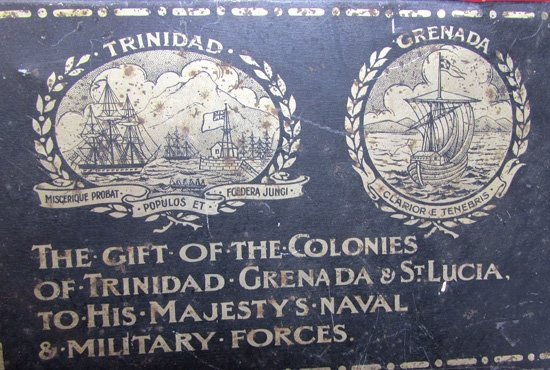 TRINIDAD
MISCERIQUE PROBAT · POPULOS ET · FOEDERA JUNGI ·
GRENADA
CLARIOR E TENEBRIS
THE · GIFT · OF · THE · COLONIES
OF · TRINIDAD · GRENADA & ST. LUCIA,
TO · HIS · MAJESTY'S · NAVAL
& · MILITARY · FORCES.